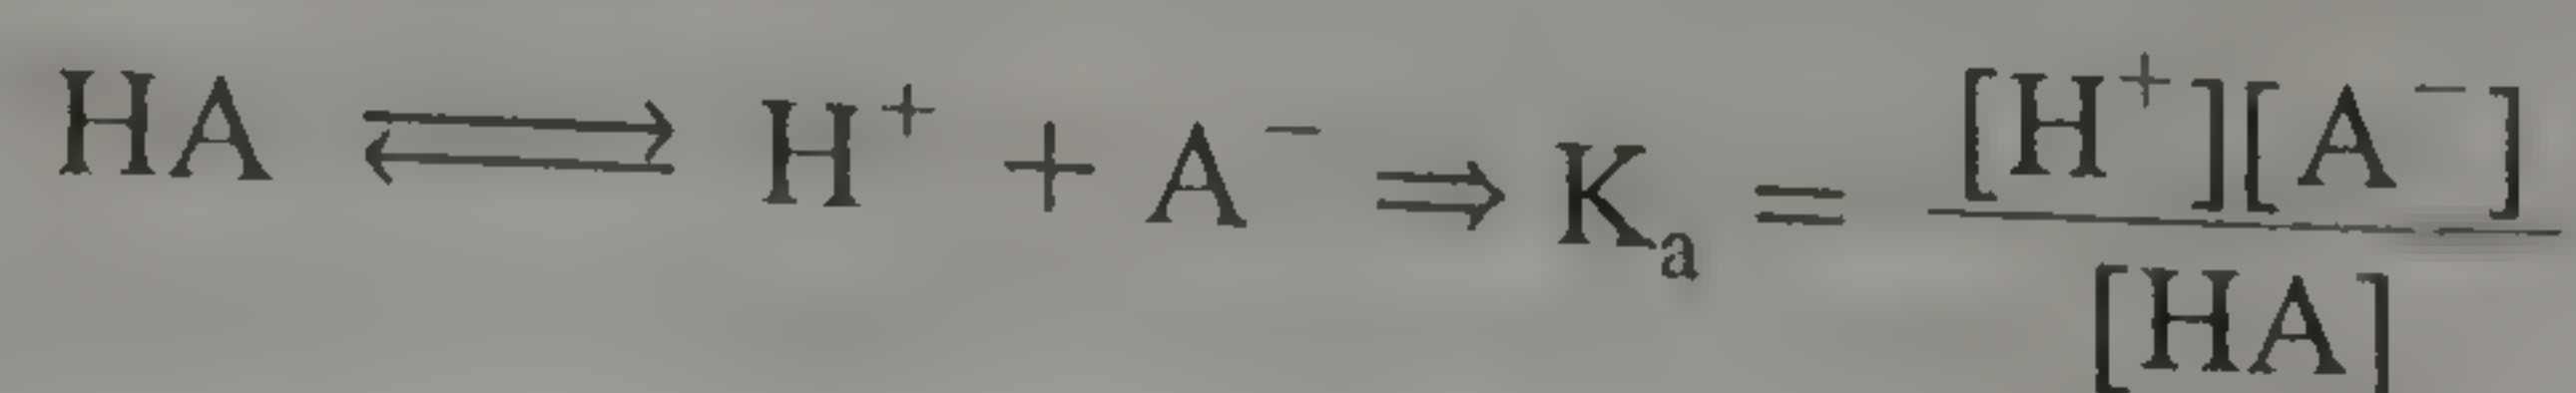 HA ⇌ H⁺ + A⁻ ⇒ Kₐ = [H⁺][A⁻] / [HA]